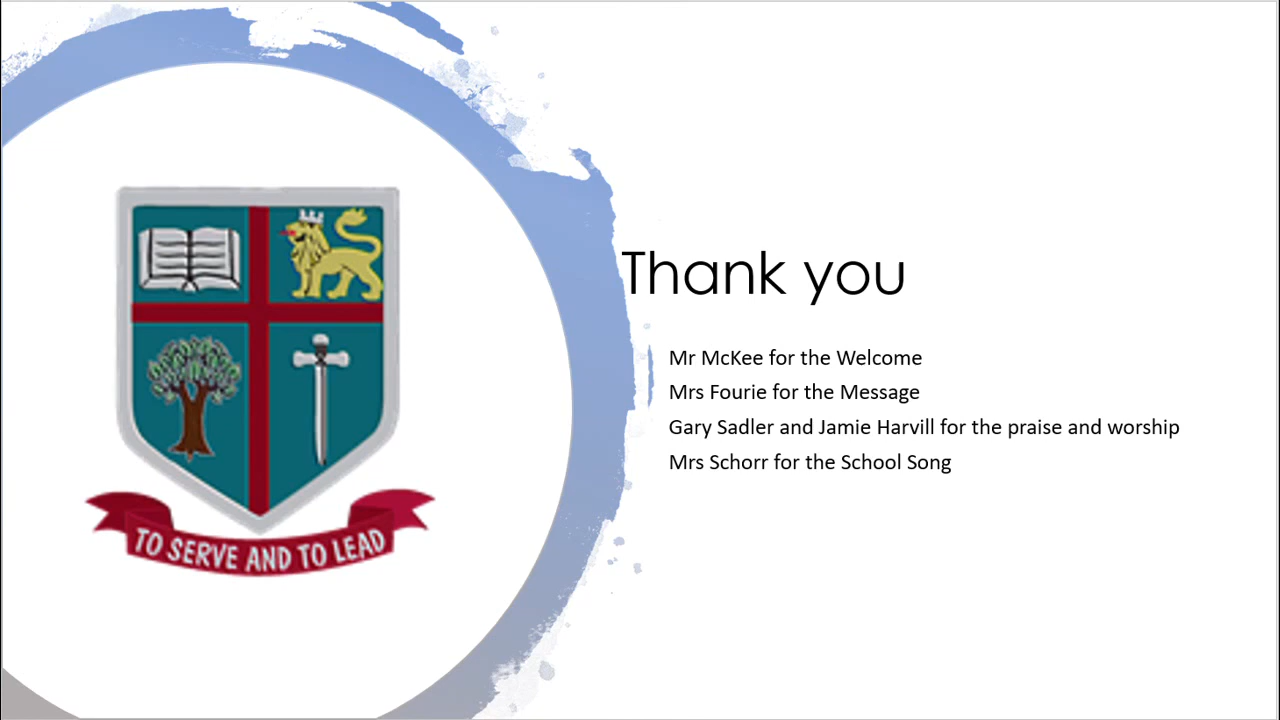 Thank you
Mr McKee for the Welcome
Mrs Fourie for the Message
Gary Sadler and Jamie Harvill for the praise and worship
Mrs Schorr for the School Song
TO SERVE AND TO LEAD